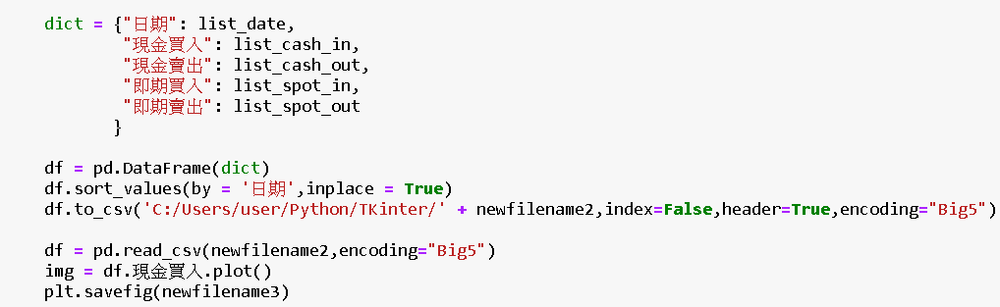 dict = {"日期": list_date,
"現金買入": list_cash_in,
"現金賣出": list_cash_out,
"即期買入": list_spot_in,
"即期賣出": list_spot_out
}
df = pd.DataFrame(dict)
df.sort_values(by = '日期',inplace = True)
df.to_csv('C:/Users/user/Python/TKinter/' + newfilename2,index=False,header=True,encoding="Big5")
df = pd.read_csv(newfilename2,encoding="Big5")
img = df.現金買入.plot()
plt.savefig(newfilename3)